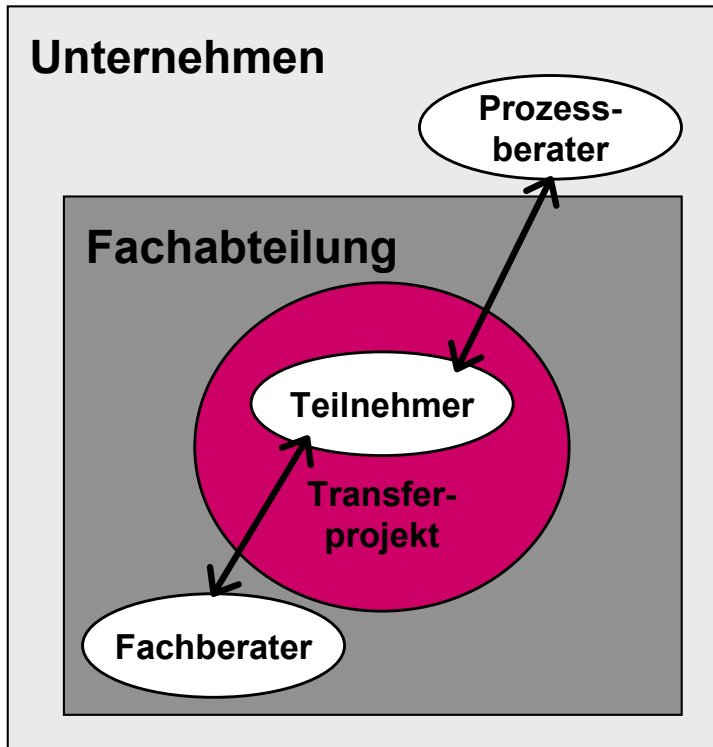 Unternehmen
Prozess-
berater
Fachabteilung
Teilnehmer
Transfer-
projekt
Fachberater